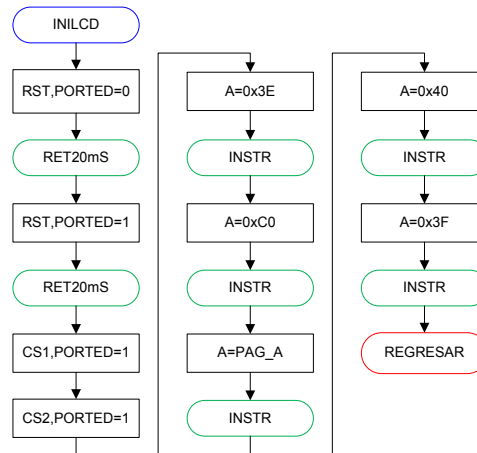 INILCD
RST,PORTED=0
RET20mS
RST,PORTED=1
RET20mS
CS1,PORTED=1
CS2,PORTED=1
A=0x3E
INSTR
A=0xC0
INSTR
A=PAG_A
INSTR
A=0x40
INSTR
A=0x3F
INSTR
REGRESAR